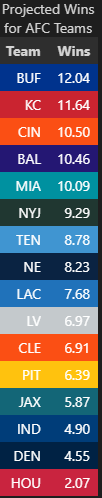 Projected Wins
for AFC Teams
Team Wins
BUF 12.04
KC 11.64
CIN 10.50
BAL 10.46
MIA 10.09
NYJ 9.29
TEN 8.78
NE 8.23
LAC 7.68
LV 6.97
CLE 6.91
PIT 6.39
JAX 5.87
IND 4.90
DEN 4.55
HOU 2.07